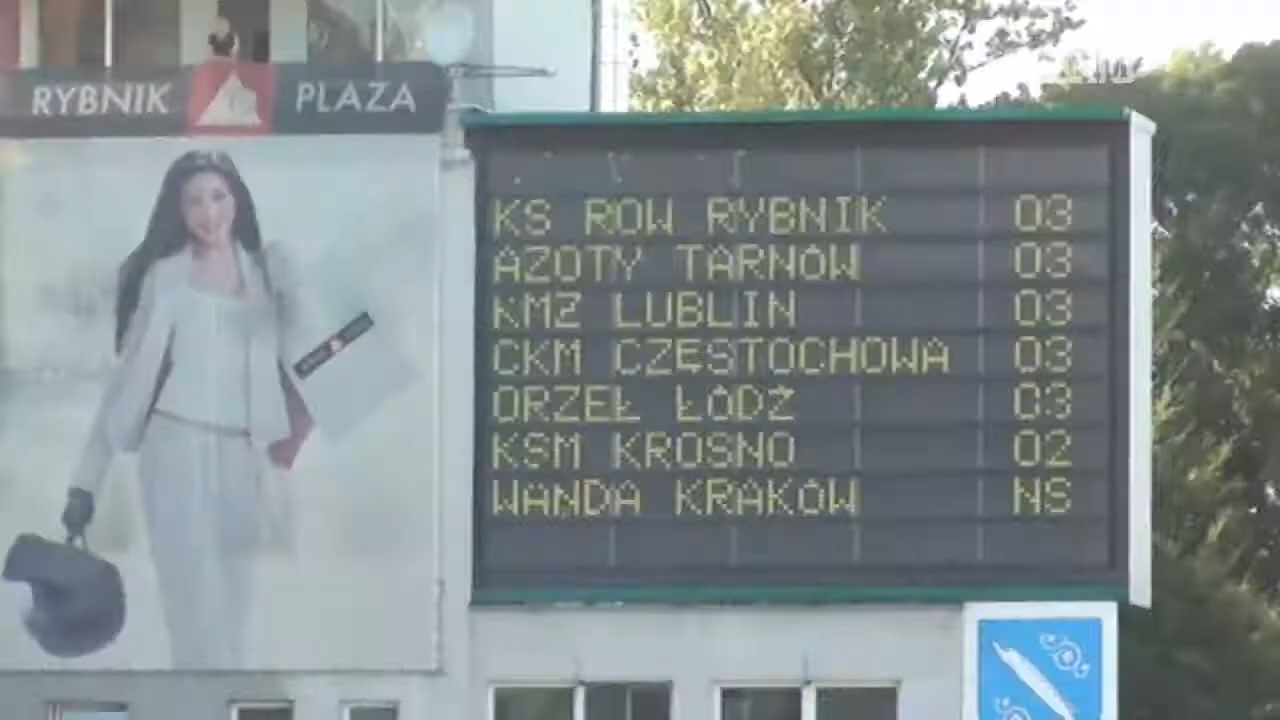 RYBNIK PLAZA
KS ROW RYBNIK 03
AZOTY TARNÓW 03
KMŻ LUBLIN 03
CKM CZĘSTOCHOWA 03
ORZEŁ ŁÓDŹ 03
KSM KROSNO 02
WANDA KRAKÓW NS